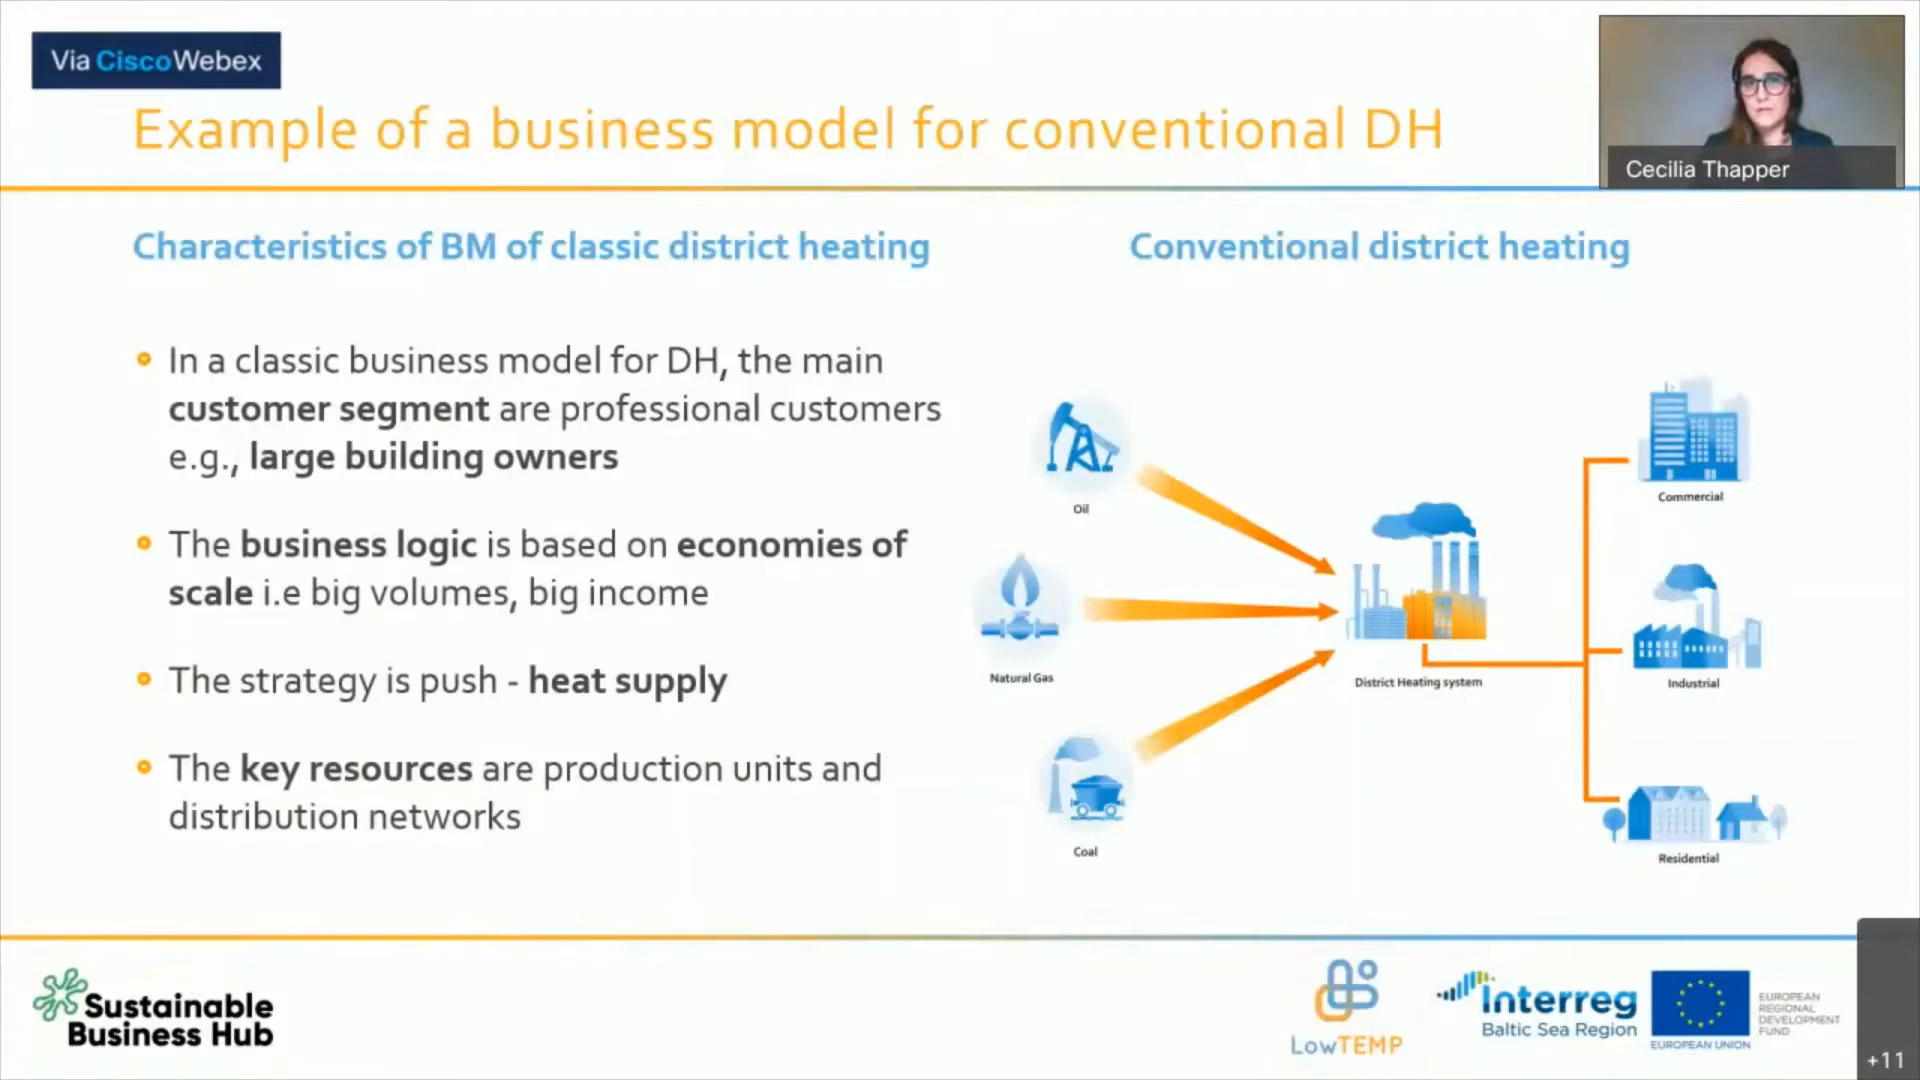 Via CiscoWebex
Example of a business model for conventional DH
Cecilia Thapper
Characteristics of BM of classic district heating
In a classic business model for DH, the main
customer segment are professional customers
e.g., large building owners
The business logic is based on economies of
scale i.e big volumes, big income
The strategy is push - heat supply
The key resources are production units and
distribution networks
Conventional district heating
Oil
Natural Gas
Coal
District Heating system
Commercial
Industrial
Residential
Sustainable
Business Hub
LowTEMP
Interreg
Baltic Sea Region
EUROPEAN UNION
EUROPEAN
REGIONAL
DEVELOPMENT
FUND
+11